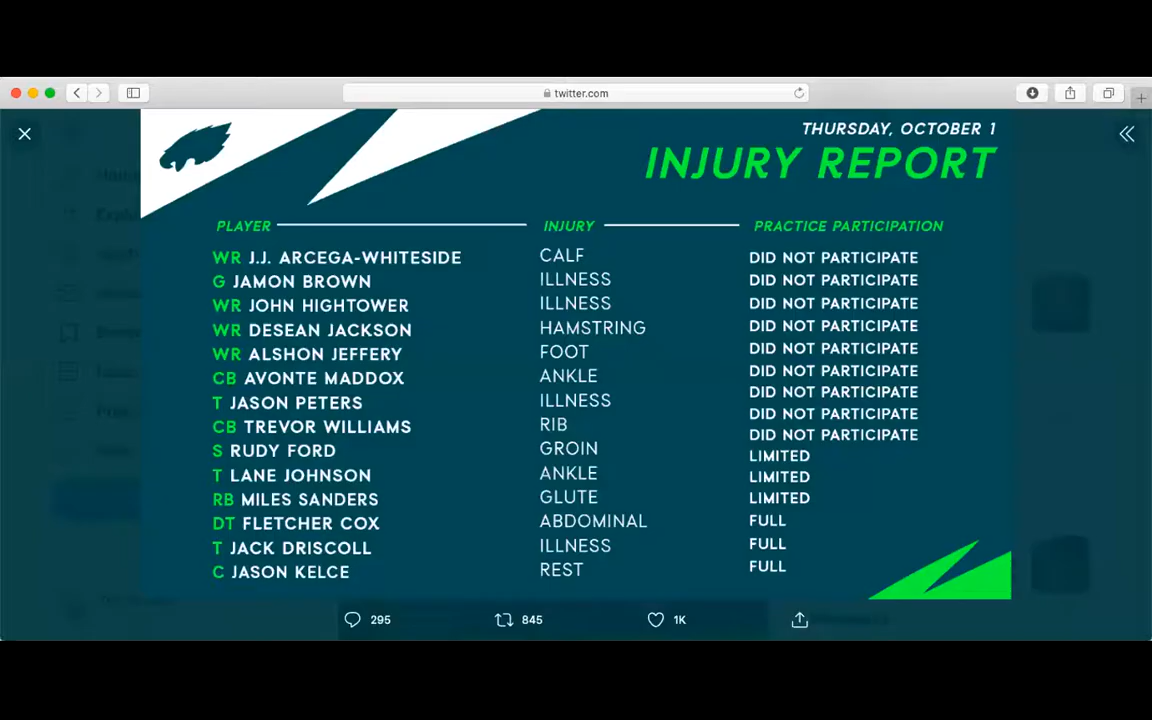 twitter.com
THURSDAY, OCTOBER 1
INJURY REPORT
PLAYER
WR J.J. ARCEGA-WHITESIDE
G JAMON BROWN
WR JOHN HIGHTOWER
WR DESEAN JACKSON
WR ALSHON JEFFERY
CB AVONTE MADDOX
T JASON PETERS
CB TREVOR WILLIAMS
S RUDY FORD
T LANE JOHNSON
RB MILES SANDERS
DT FLETCHER COX
T JACK DRISCOLL
C JASON KELCE
INJURY
CALF
ILLNESS
ILLNESS
HAMSTRING
FOOT
ANKLE
ILLNESS
RIB
GROIN
ANKLE
GLUTE
ABDOMINAL
ILLNESS
REST
PRACTICE PARTICIPATION
DID NOT PARTICIPATE
DID NOT PARTICIPATE
DID NOT PARTICIPATE
DID NOT PARTICIPATE
DID NOT PARTICIPATE
DID NOT PARTICIPATE
DID NOT PARTICIPATE
DID NOT PARTICIPATE
DID NOT PARTICIPATE
LIMITED
LIMITED
LIMITED
FULL
FULL
FULL
295
845
1K